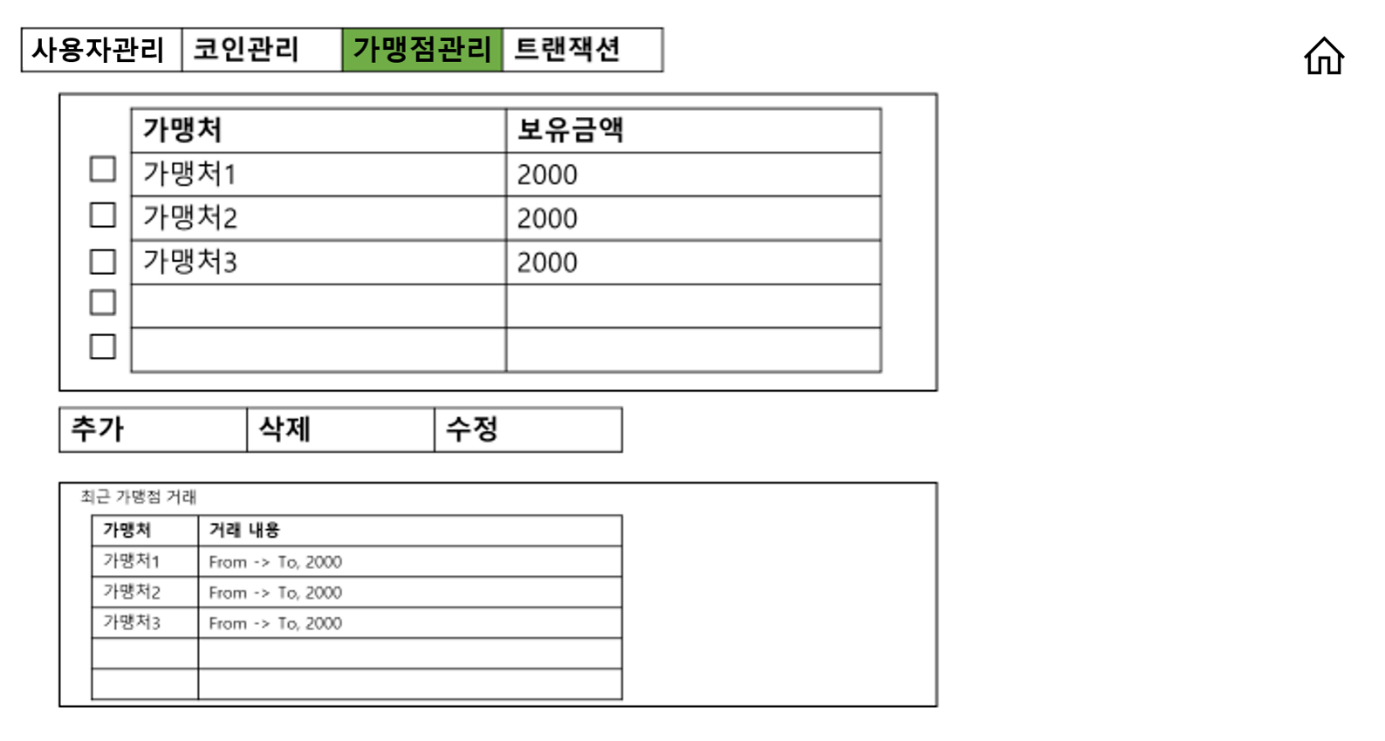 사용자관리 코인관리 가맹점관리 트랜잭션
가맹처 보유금액
가맹처1 2000
가맹처2 2000
가맹처3 2000
추가 삭제 수정
최근 가맹점 거래
가맹처 거래 내용
가맹처1 From -> To, 2000
가맹처2 From -> To, 2000
가맹처3 From -> To, 2000